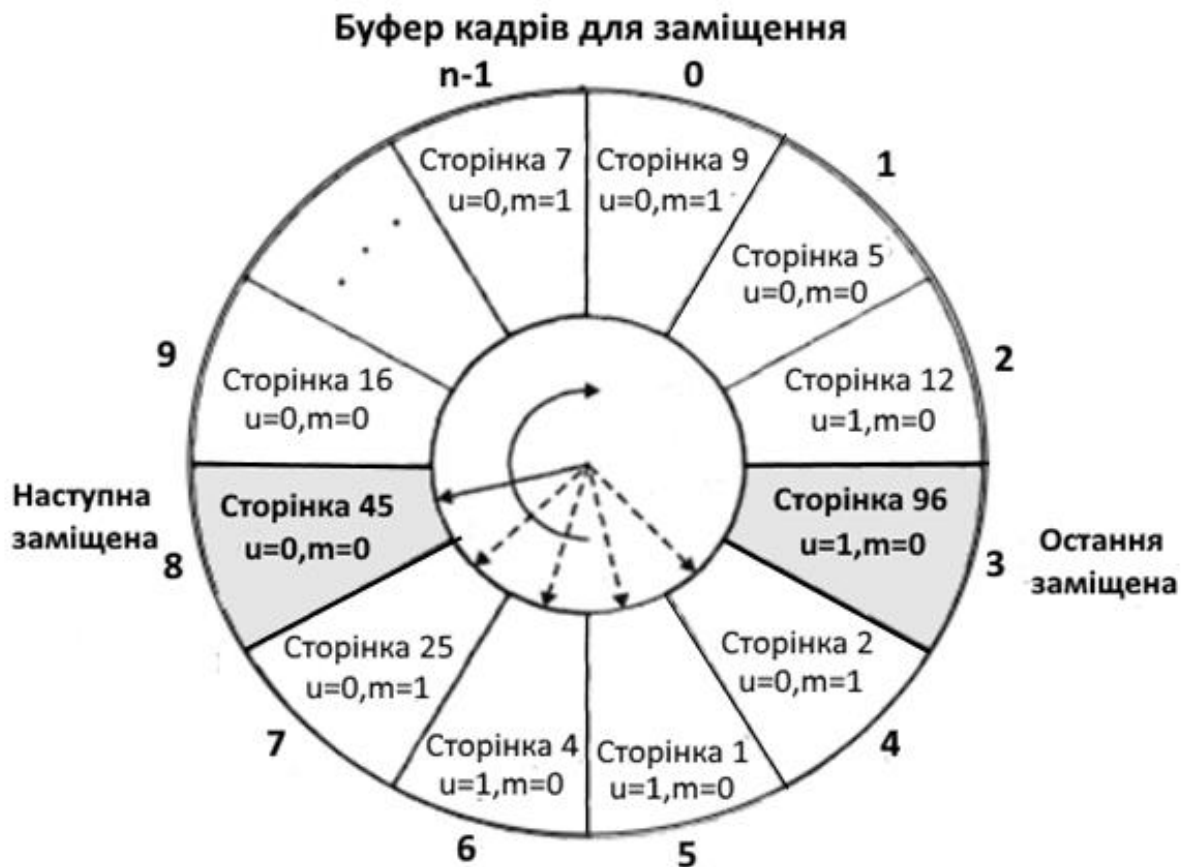 Буфер кадрів для заміщення
n-1
0
Сторінка 7
u=0,m=1
Сторінка 9
u=0,m=1
1
Сторінка 5
u=0,m=0
2
Сторінка 12
u=1,m=0
9
Сторінка 16
u=0,m=0
Наступна
заміщена
8
Сторінка 45
u=0,m=0
Сторінка 96
u=1,m=0
3
Остання
заміщена
Сторінка 25
u=0,m=1
7
Сторінка 2
u=0,m=1
4
Сторінка 4
u=1,m=0
6
Сторінка 1
u=1,m=0
5